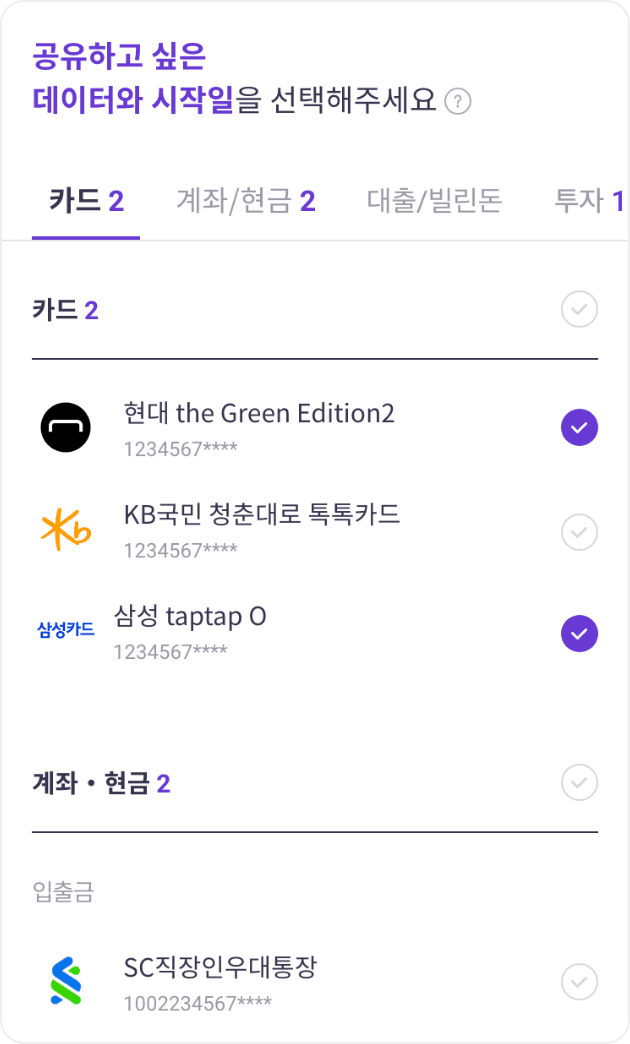 공유하고 싶은
데이터와 시작일을 선택해주세요 ?
카드 2 계좌/현금 2 대출/빌린돈 투자 1
카드 2
현대 the Green Edition2
1234567****
KB국민 청춘대로 톡톡카드
1234567****
삼성카드
삼성 taptap O
1234567****
계좌・현금 2
입출금
SC직장인우대통장
1002234567****